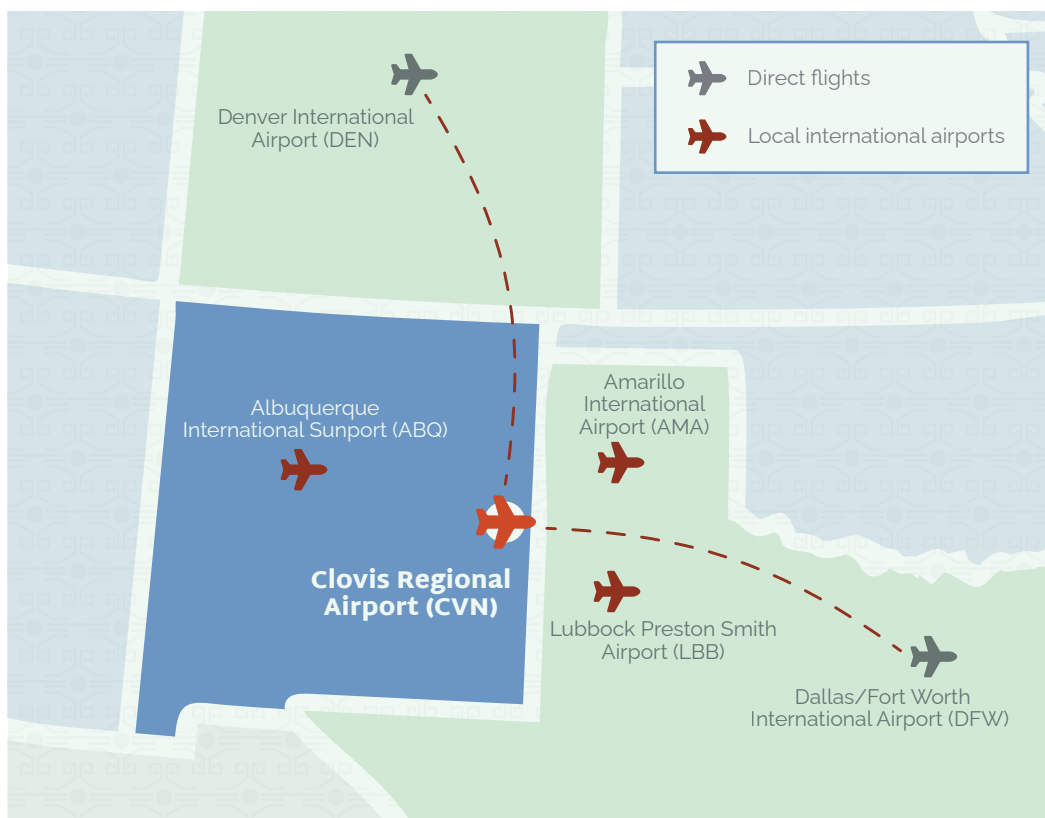 Direct flights
Local international airports
Denver International
Airport (DEN)
Amarillo
International
Airport (AMA)
Albuquerque
International Sunport (ABQ)
Clovis Regional
Airport (CVN)
Lubbock Preston Smith
Airport (LBB)
Dallas/Fort Worth
International Airport (DFW)